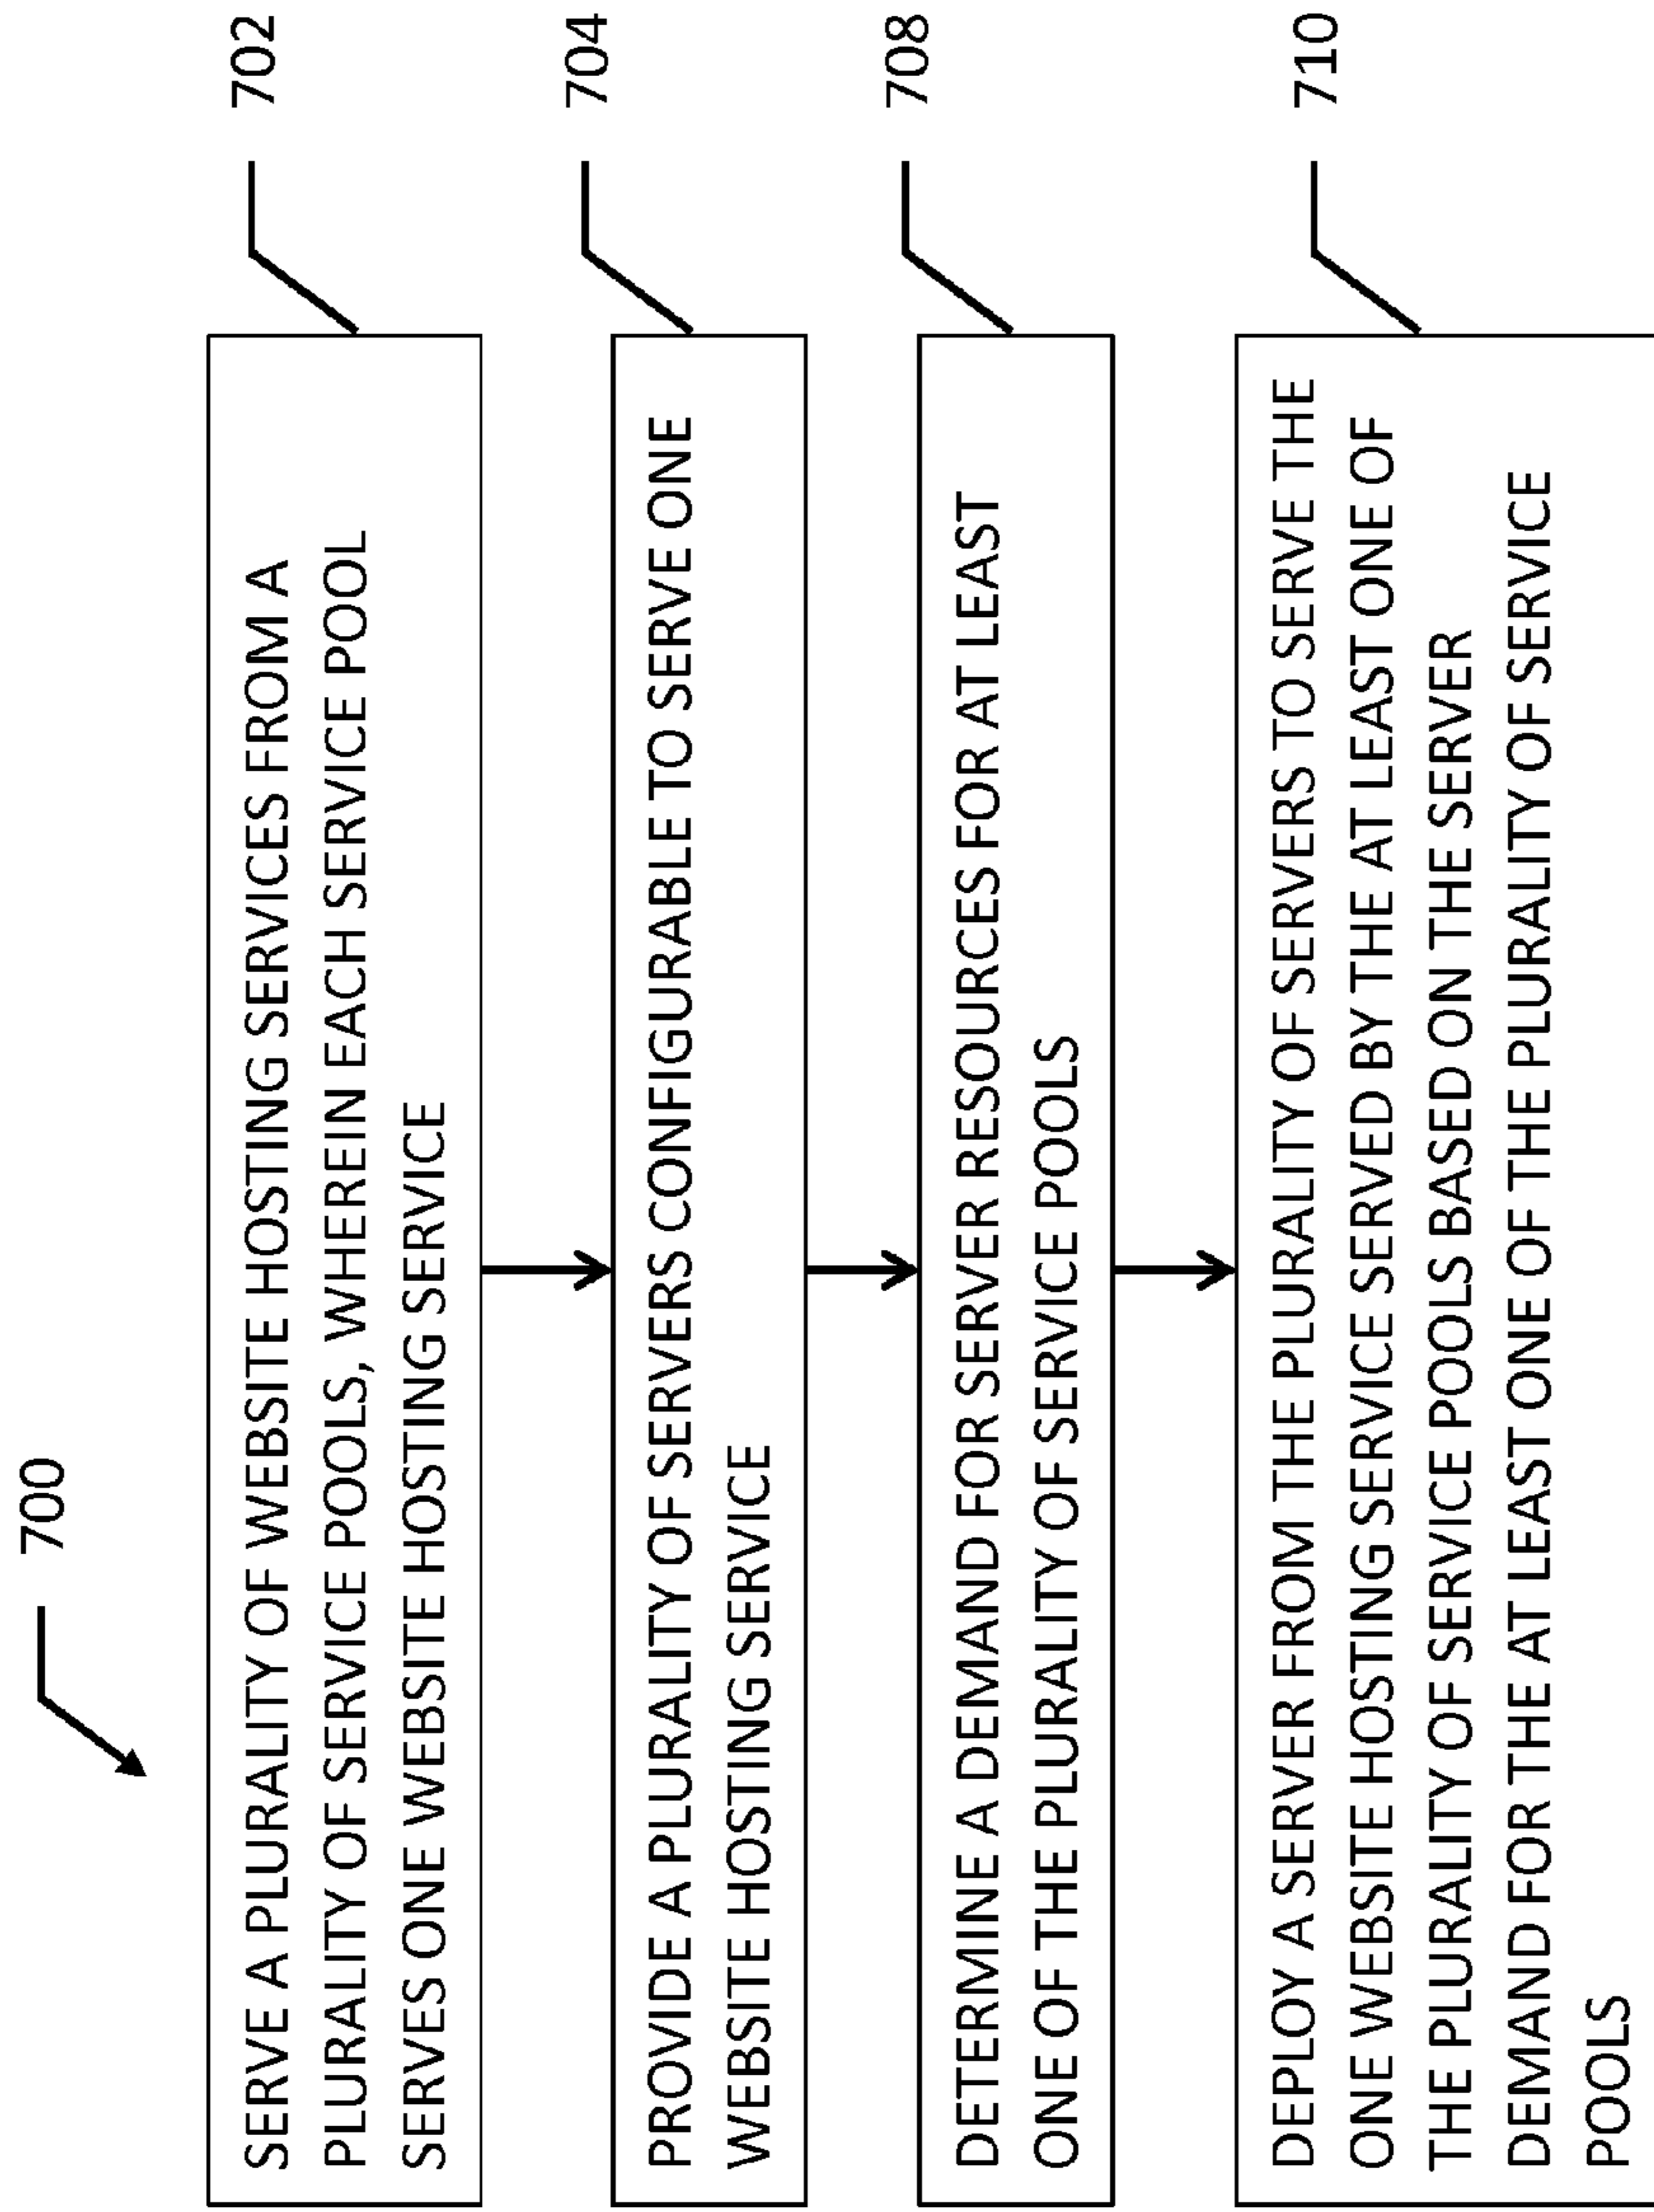 700
702
SERVE A PLURALITY OF WEBSITE HOSTING SERVICES FROM A
PLURALITY OF SERVICE POOLS, WHEREIN EACH SERVICE POOL
SERVES ONE WEBSITE HOSTING SERVICE
704
PROVIDE A PLURALITY OF SERVERS CONFIGURABLE TO SERVE ONE
WEBSITE HOSTING SERVICE
708
DETERMINE A DEMAND FOR SERVER RESOURCES FOR AT LEAST
ONE OF THE PLURALITY OF SERVICE POOLS
710
DEPLOY A SERVER FROM THE PLURALITY OF SERVERS TO SERVE THE
ONE WEBSITE HOSTING SERVICE SERVED BY THE AT LEAST ONE OF
THE PLURALITY OF SERVICE POOLS BASED ON THE SERVER
DEMAND FOR THE AT LEAST ONE OF THE PLURALITY OF SERVICE
POOLS